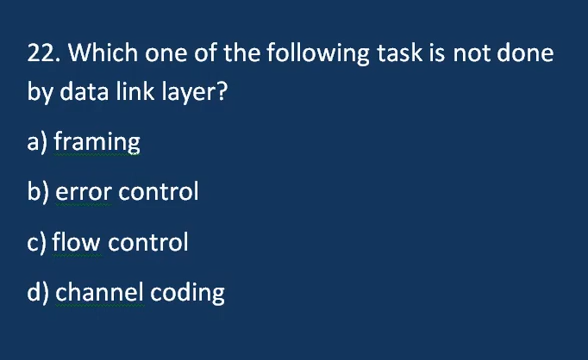 22. Which one of the following task is not done
by data link layer?
a) framing
b) error control
c) flow control
d) channel coding